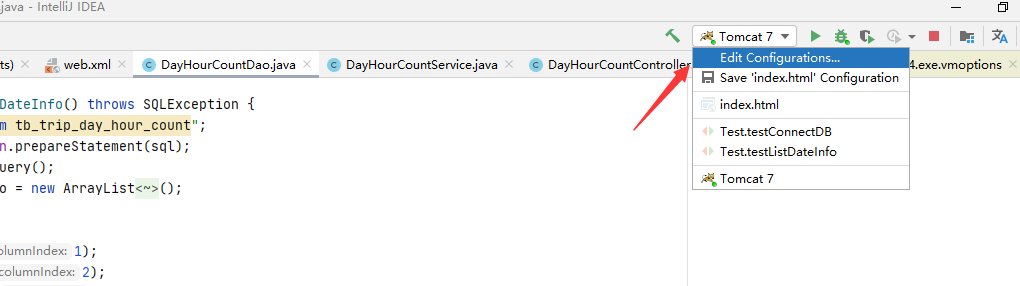 .java - IntelliJ IDEA
Tomcat 7
ts)
web.xml
DayHourCountDao.java
DayHourCountService.java
DayHourCountController
4.exe.vmoptions
Edit Configurations...
Save 'index.html' Configuration
index.html
Test.testConnectDB
Test.testListDateInfo
Tomcat 7
DateInfo() throws SQLException {
m tb_trip_day_hour_count";
n.prepareStatement(sql);
uery();
o = new ArrayList<~>();
olumnIndex: 1);
columnIndex: 2);